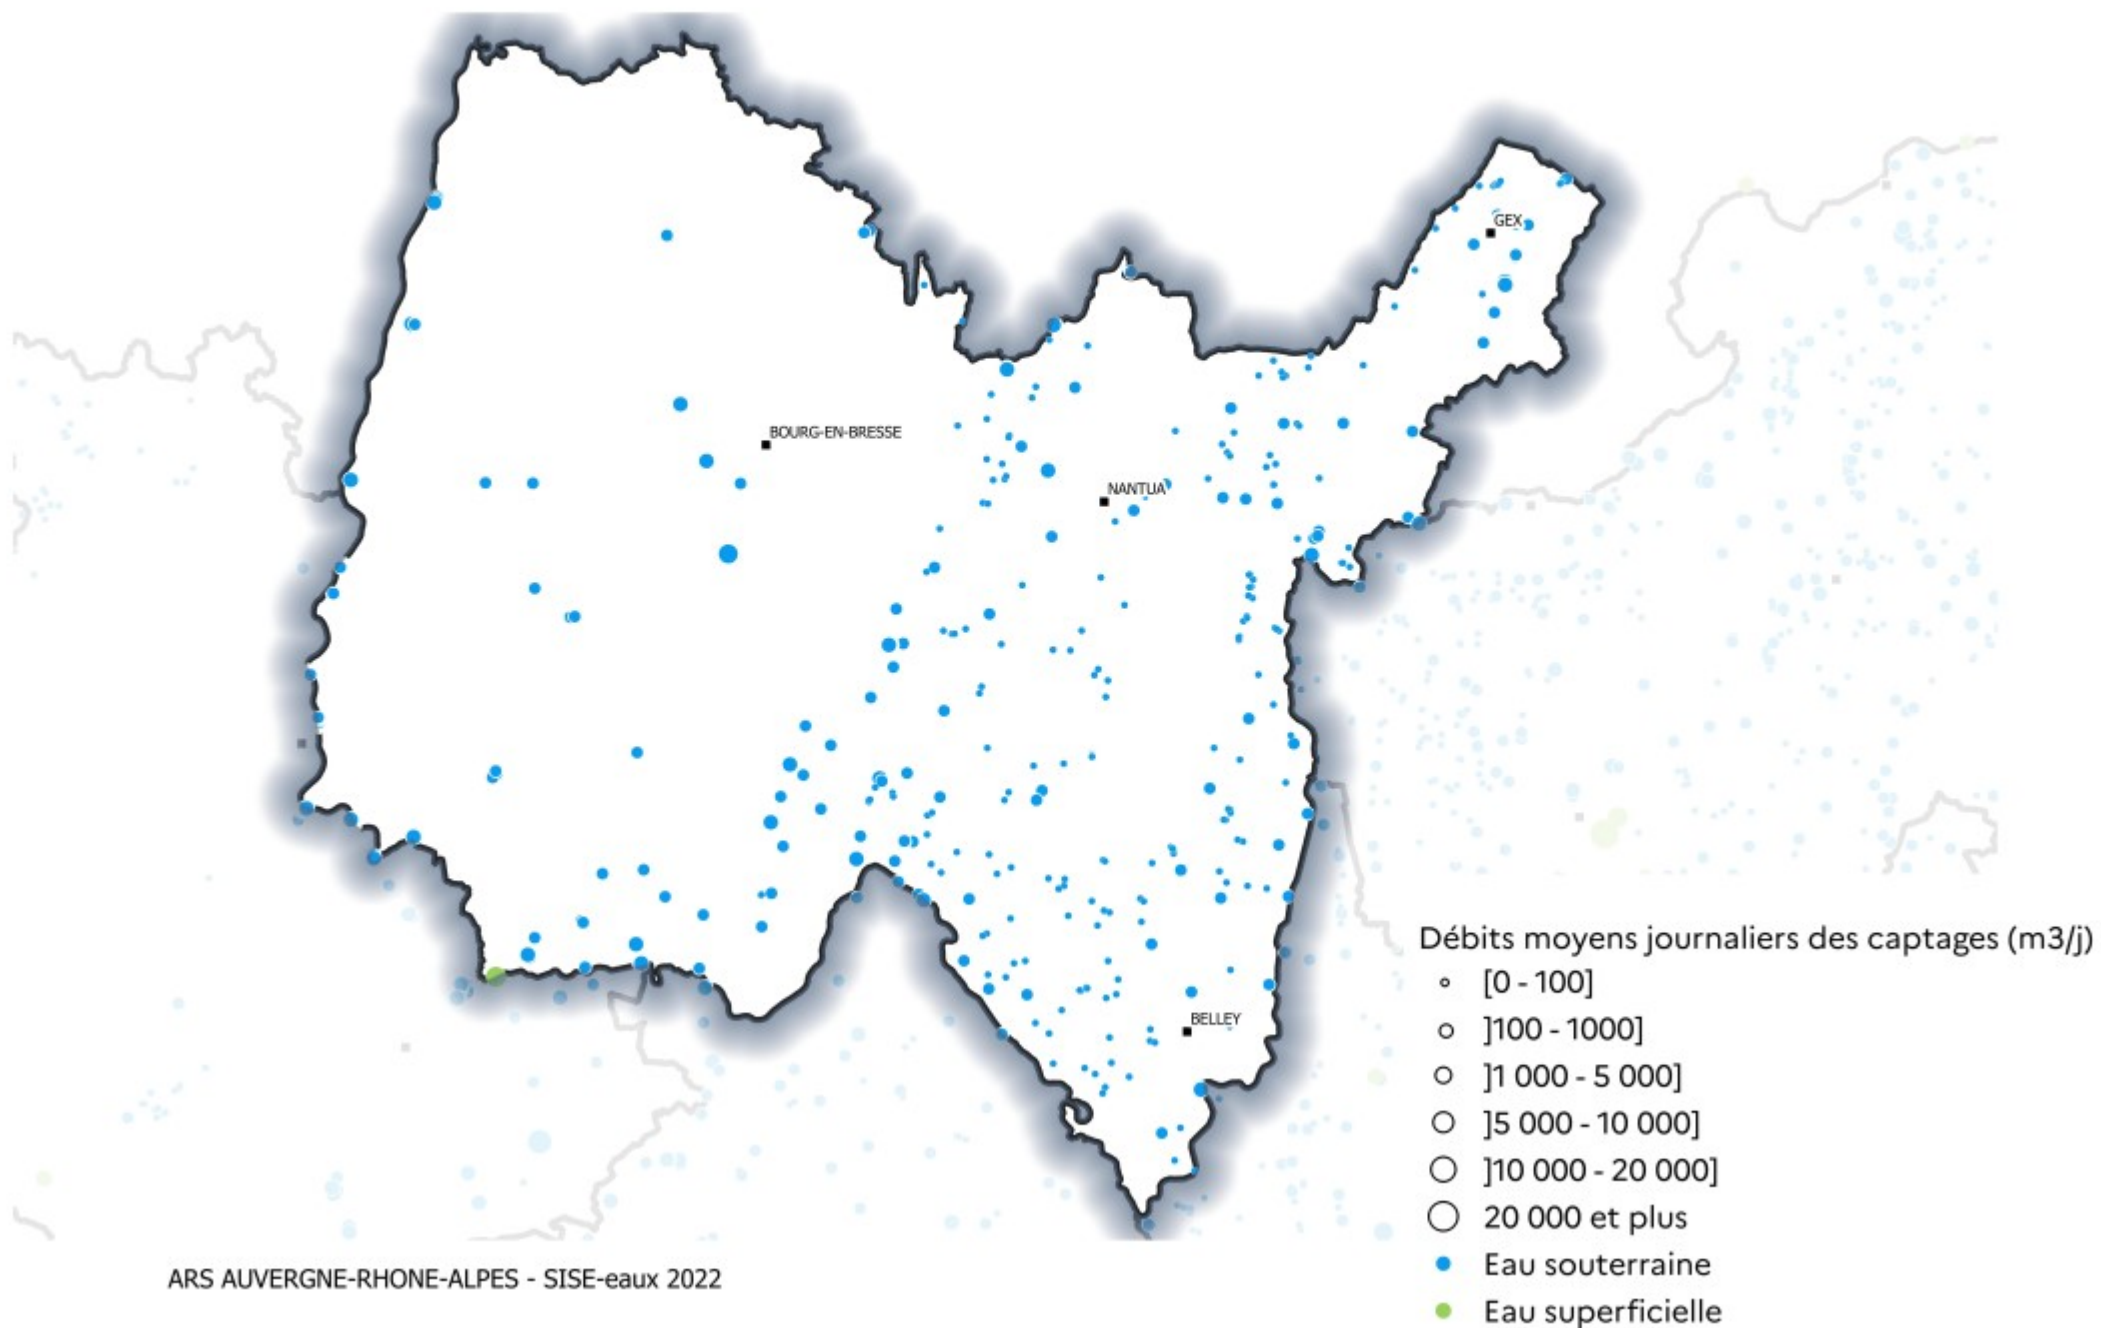 GEX
BOURG-EN-BRESSE
NANTUA
BELLEY
Débits moyens journaliers des captages (m3/j)
[0 - 100]
]100 - 1000]
]1 000 - 5 000]
]5 000 - 10 000]
]10 000 - 20 000]
20 000 et plus
Eau souterraine
Eau superficielle
ARS AUVERGNE-RHONE-ALPES - SISE-eaux 2022